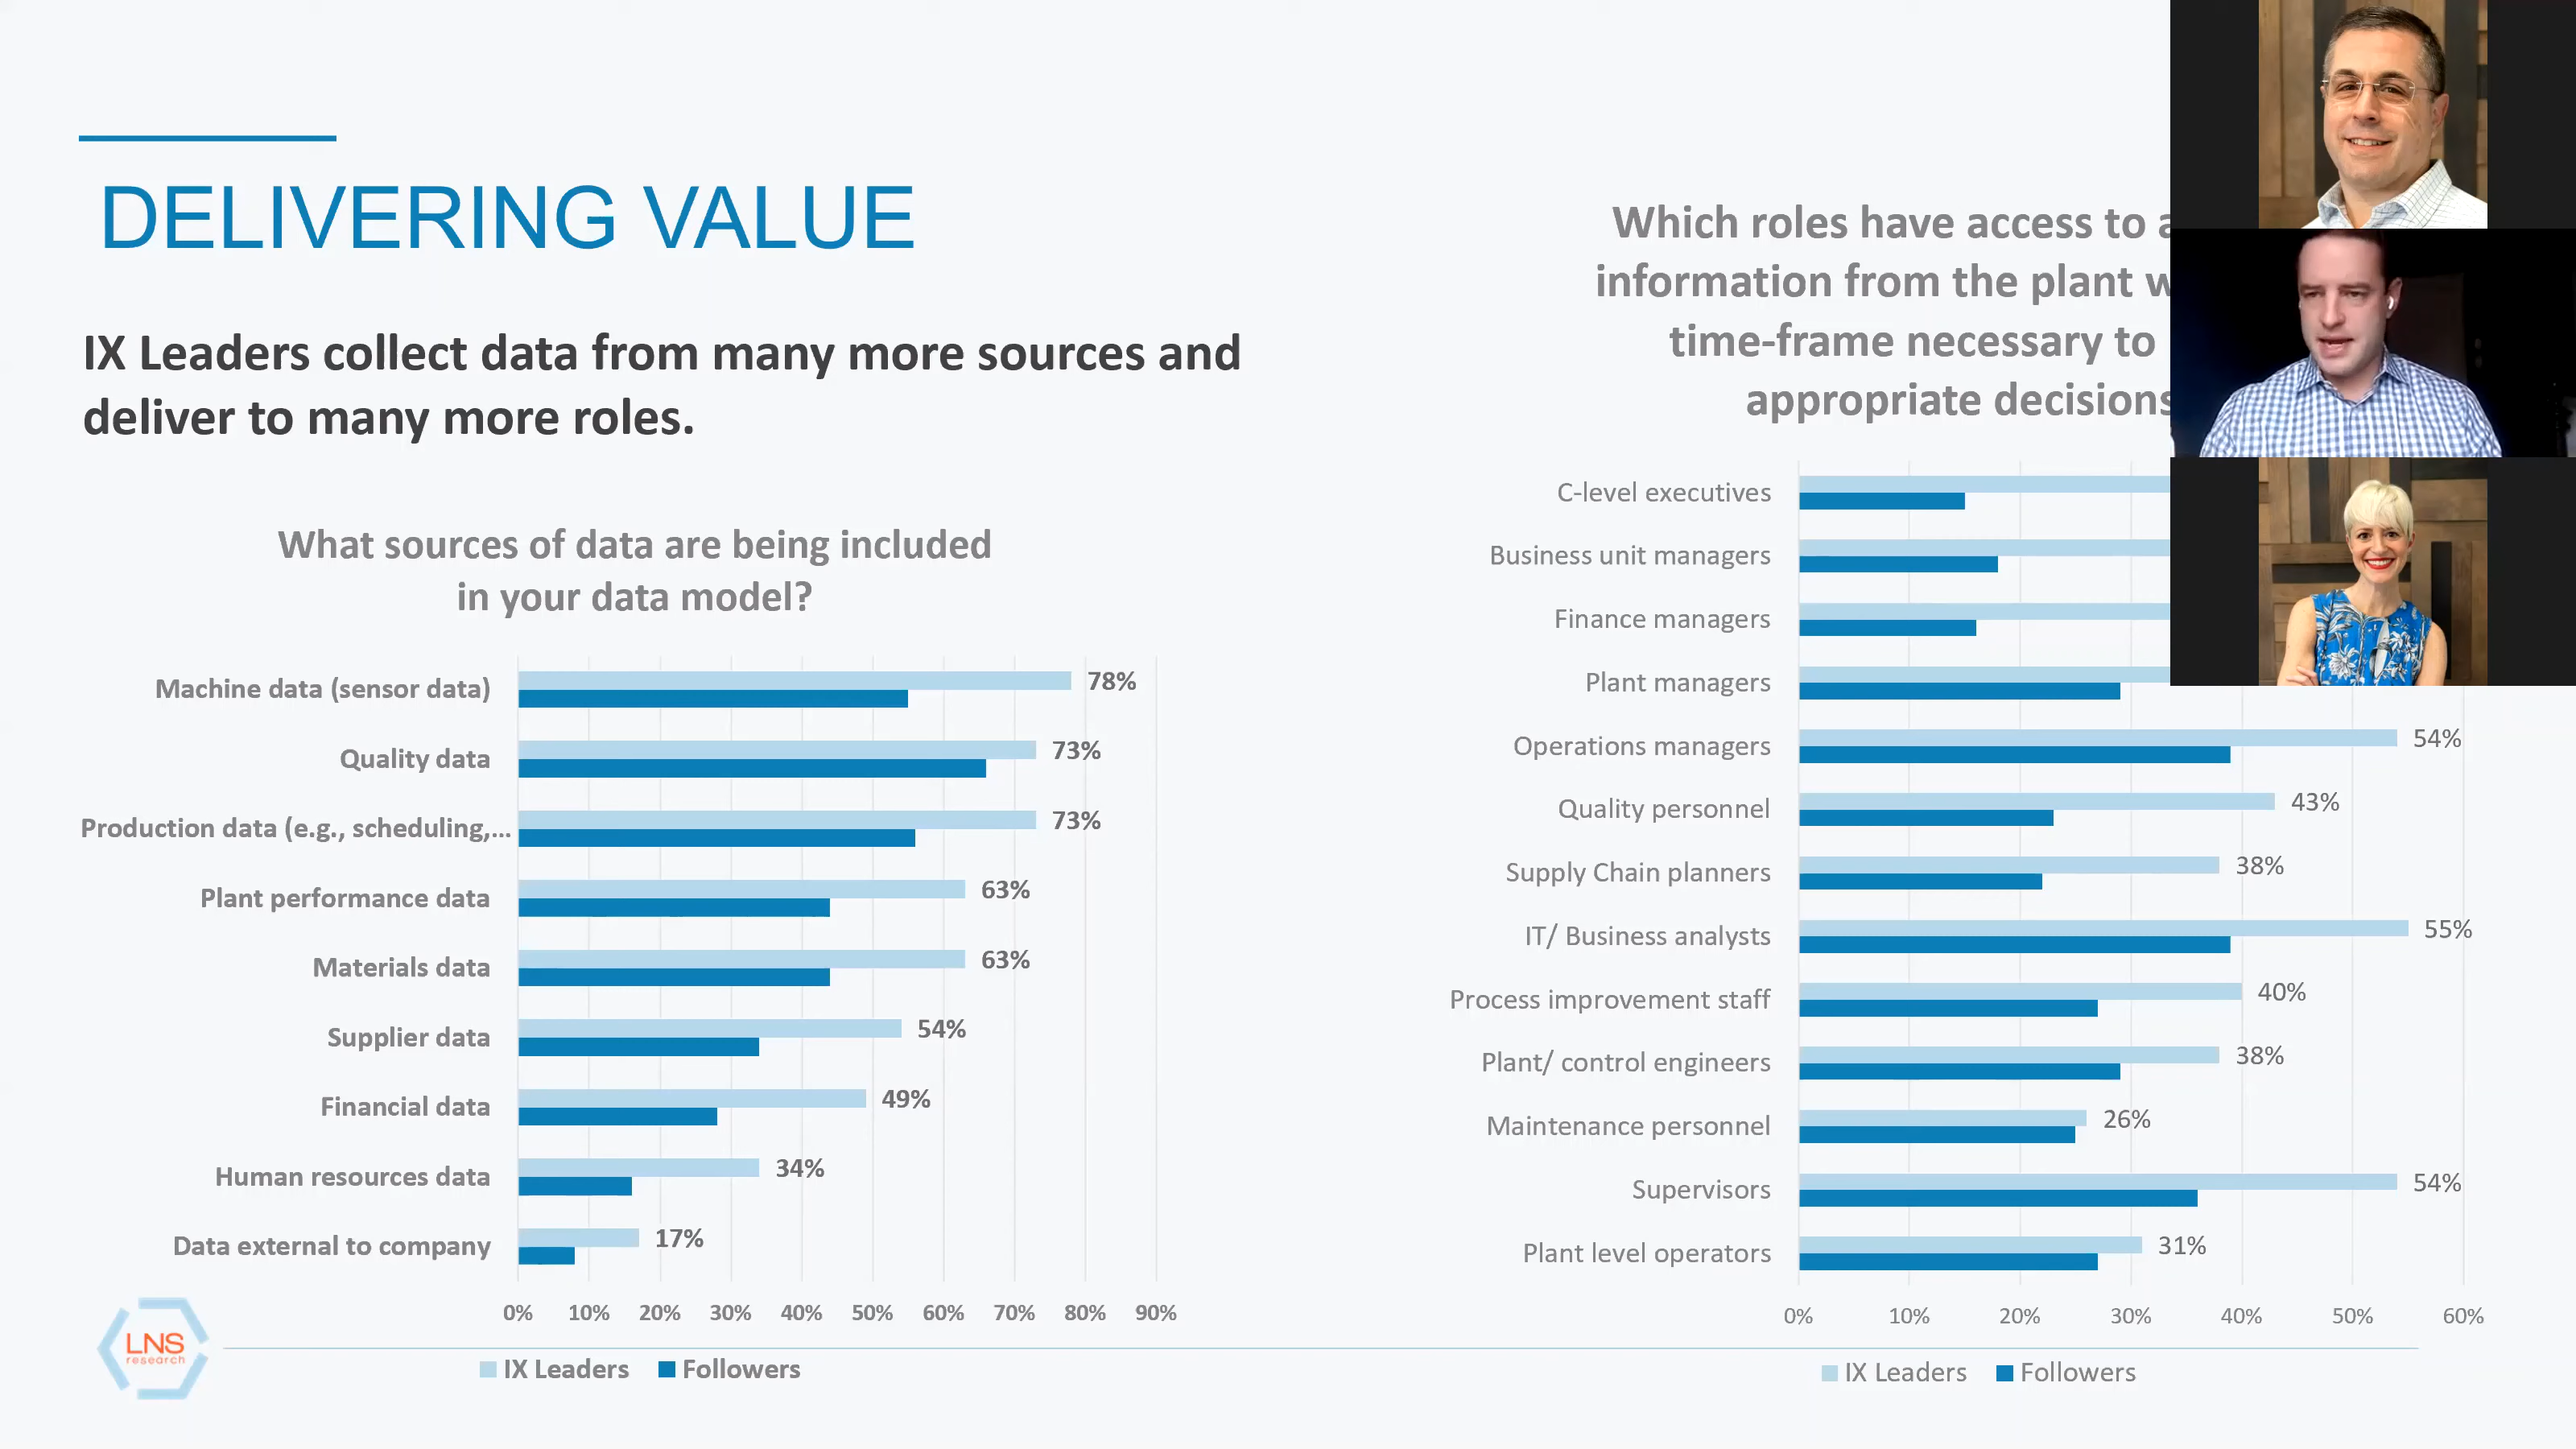 DELIVERING VALUE
IX Leaders collect data from many more sources and
deliver to many more roles.
What sources of data are being included
in your data model?
Machine data (sensor data)
78%
Quality data
73%
Production data (e.g., scheduling,...
73%
Plant performance data
63%
Materials data
63%
Supplier data
54%
Financial data
49%
Human resources data
34%
Data external to company
17%
0% 10% 20% 30% 40% 50% 60% 70% 80% 90%
IX Leaders Followers
LNS
research
Which roles have access to
information from the plant
time-frame necessary to
appropriate decisions
C-level executives
Business unit managers
Finance managers
Plant managers
Operations managers
54%
Quality personnel
43%
Supply Chain planners
38%
IT/ Business analysts
55%
Process improvement staff
40%
Plant/ control engineers
38%
Maintenance personnel
26%
Supervisors
54%
Plant level operators
31%
0% 10% 20% 30% 40% 50% 60%
IX Leaders Followers